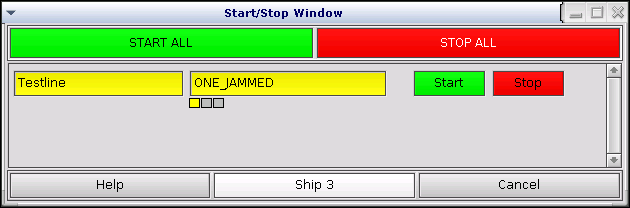 Start/Stop Window
START ALL
STOP ALL
Testline
ONE_JAMMED
Start
Stop
Help
Ship 3
Cancel